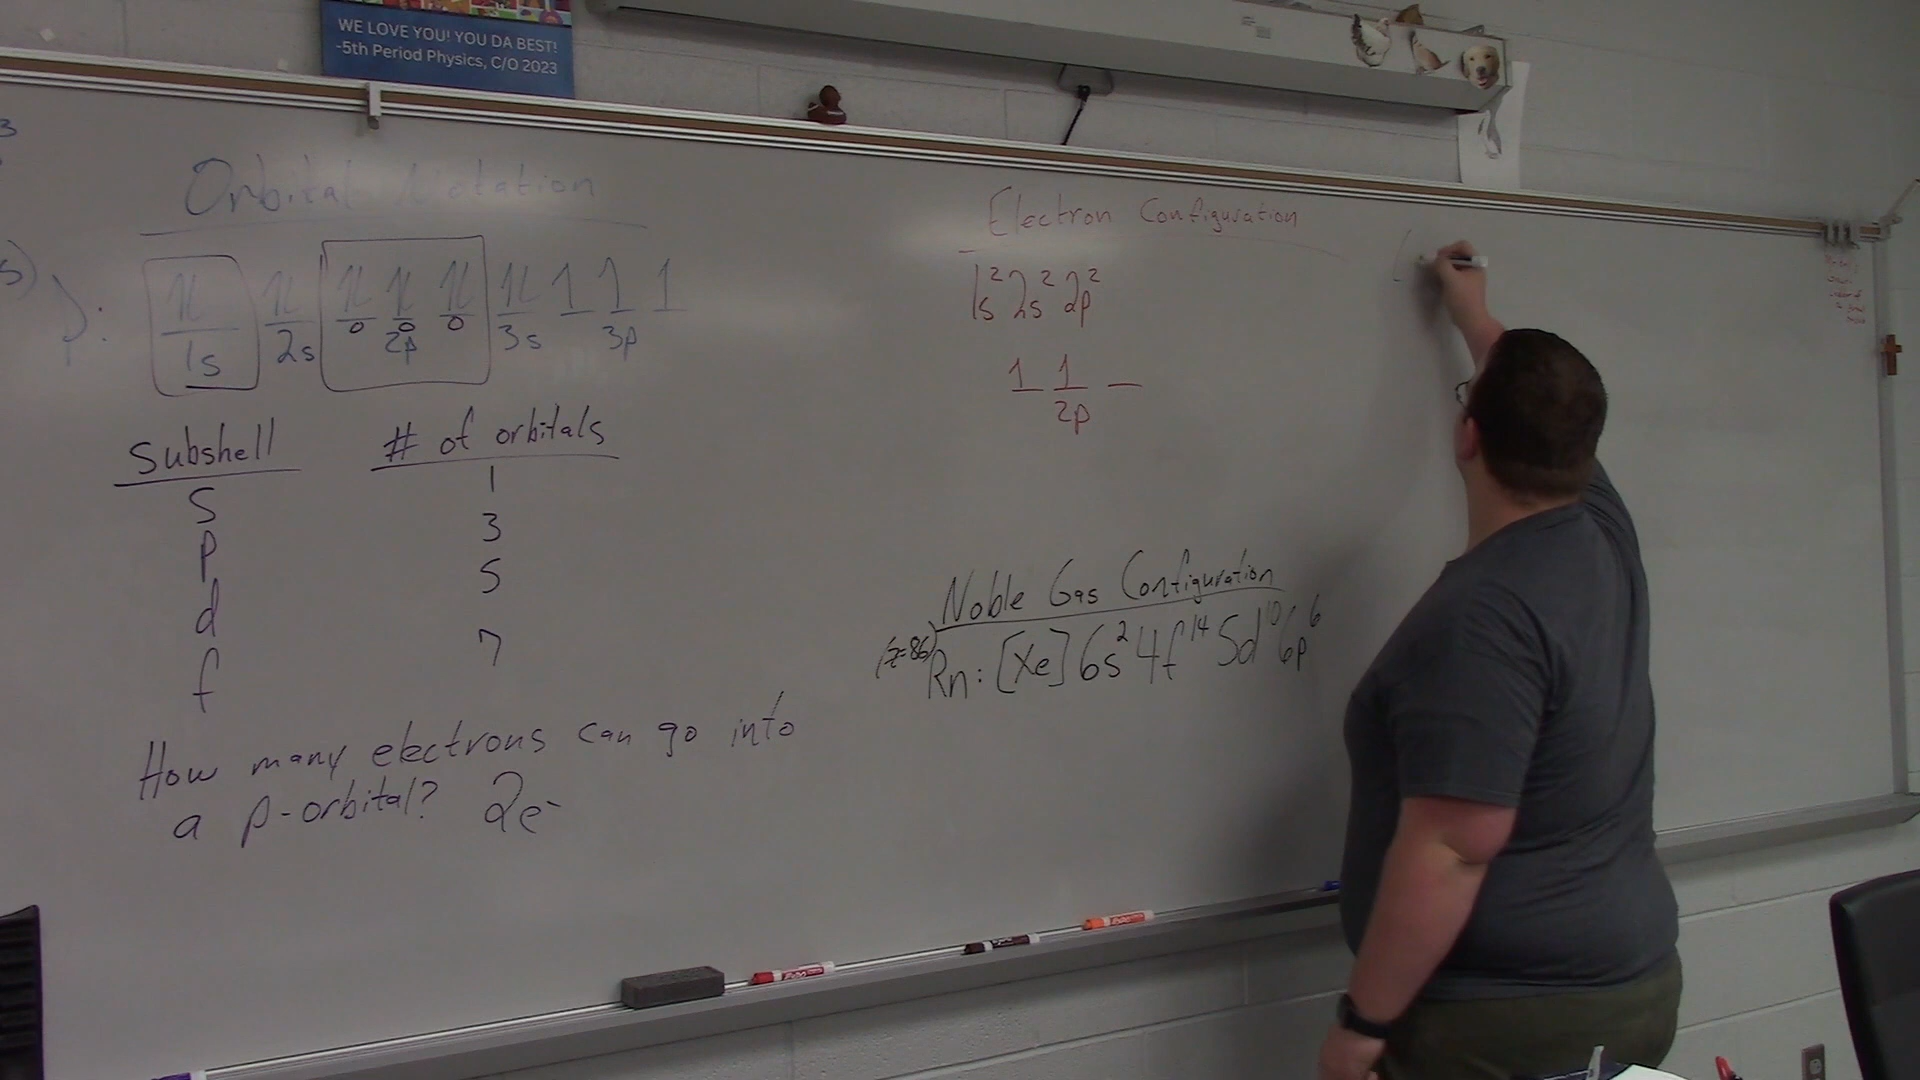 WE LOVE YOU! YOU DA BEST!
-5th Period Physics, C/O 2023
Orbital Notation
P: 1s 2s 2p 3s 3p
Subshell # of orbitals
s 1
p 3
d 5
f 7
How many electrons can go into
a p-orbital? 2e⁻
Electron Configuration
1s² 2s² 2p²
1 1 _
2p
Noble Gas Configuration
(z=86) Rn: [Xe] 6s² 4f¹⁴ 5d¹⁰ 6p⁶